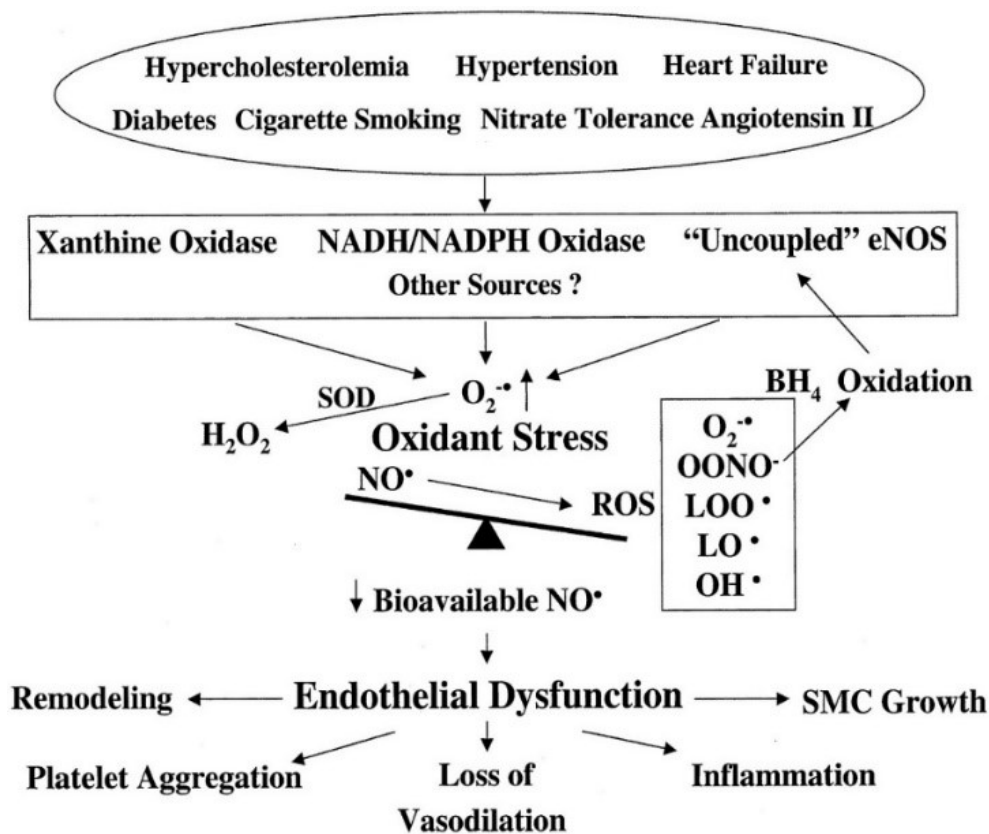 Hypercholesterolemia Hypertension Heart Failure
Diabetes Cigarette Smoking Nitrate Tolerance Angiotensin II
Xanthine Oxidase NADH/NADPH Oxidase “Uncoupled” eNOS
Other Sources ?
BH₄ Oxidation
SOD
O₂⁻•
H₂O₂
Oxidant Stress
NO•
ROS
O₂⁻•
OONO⁻
LOO •
LO •
OH •
Bioavailable NO•
Remodeling
Endothelial Dysfunction
SMC Growth
Platelet Aggregation
Loss of
Vasodilation
Inflammation